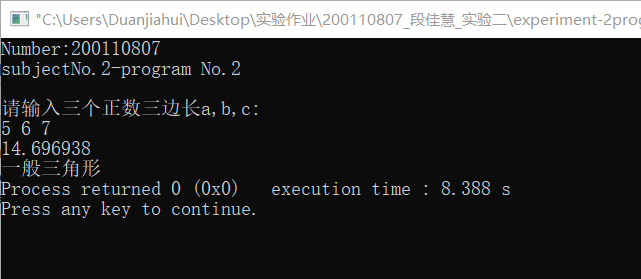 "C:\Users\Duanjiahui\Desktop\实验作业\200110807_段佳慧_实验二\experiment-2prog
Number:200110807
subjectNo.2-program No.2
请输入三个正数三边长a,b,c:
5 6 7
14.696938
一般三角形
Process returned 0 (0x0)   execution time : 8.388 s
Press any key to continue.